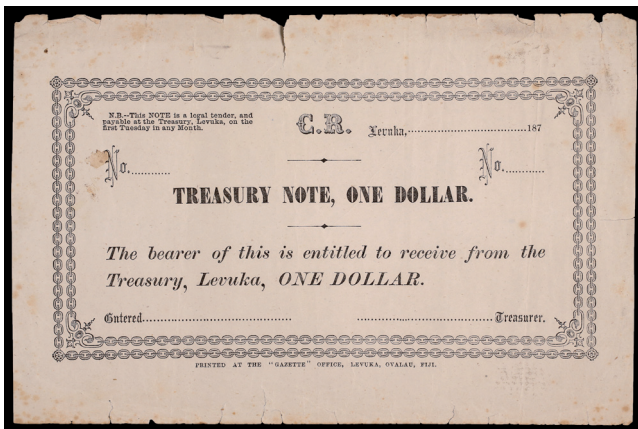 N.B.—This NOTE is a legal tender, and
payable at the Treasury, Levuka, on the
first Tuesday in any Month.
C.R.
Levuka,..............................187
No............
No............
TREASURY NOTE, ONE DOLLAR.
The bearer of this is entitled to receive from the
Treasury, Levuka, ONE DOLLAR.
Entered....................................
....................................Treasurer.
PRINTED AT THE "GAZETTE" OFFICE, LEVUKA, OVALAU, FIJI.